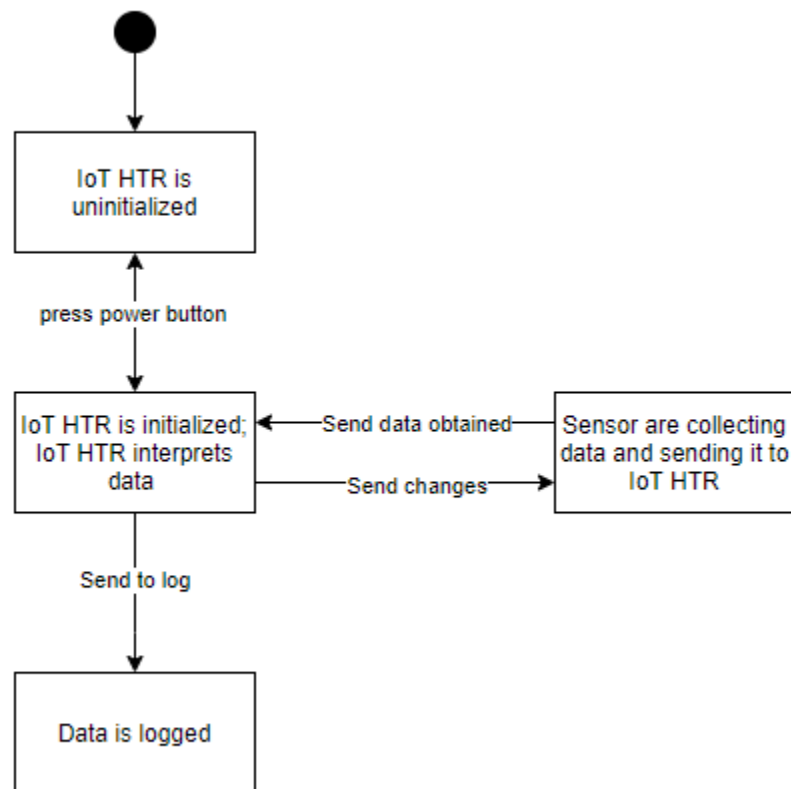 IoT HTR is
uninitialized
press power button
IoT HTR is initialized;
IoT HTR interprets
data
Send data obtained
Send changes
Sensor are collecting
data and sending it to
IoT HTR
Send to log
Data is logged